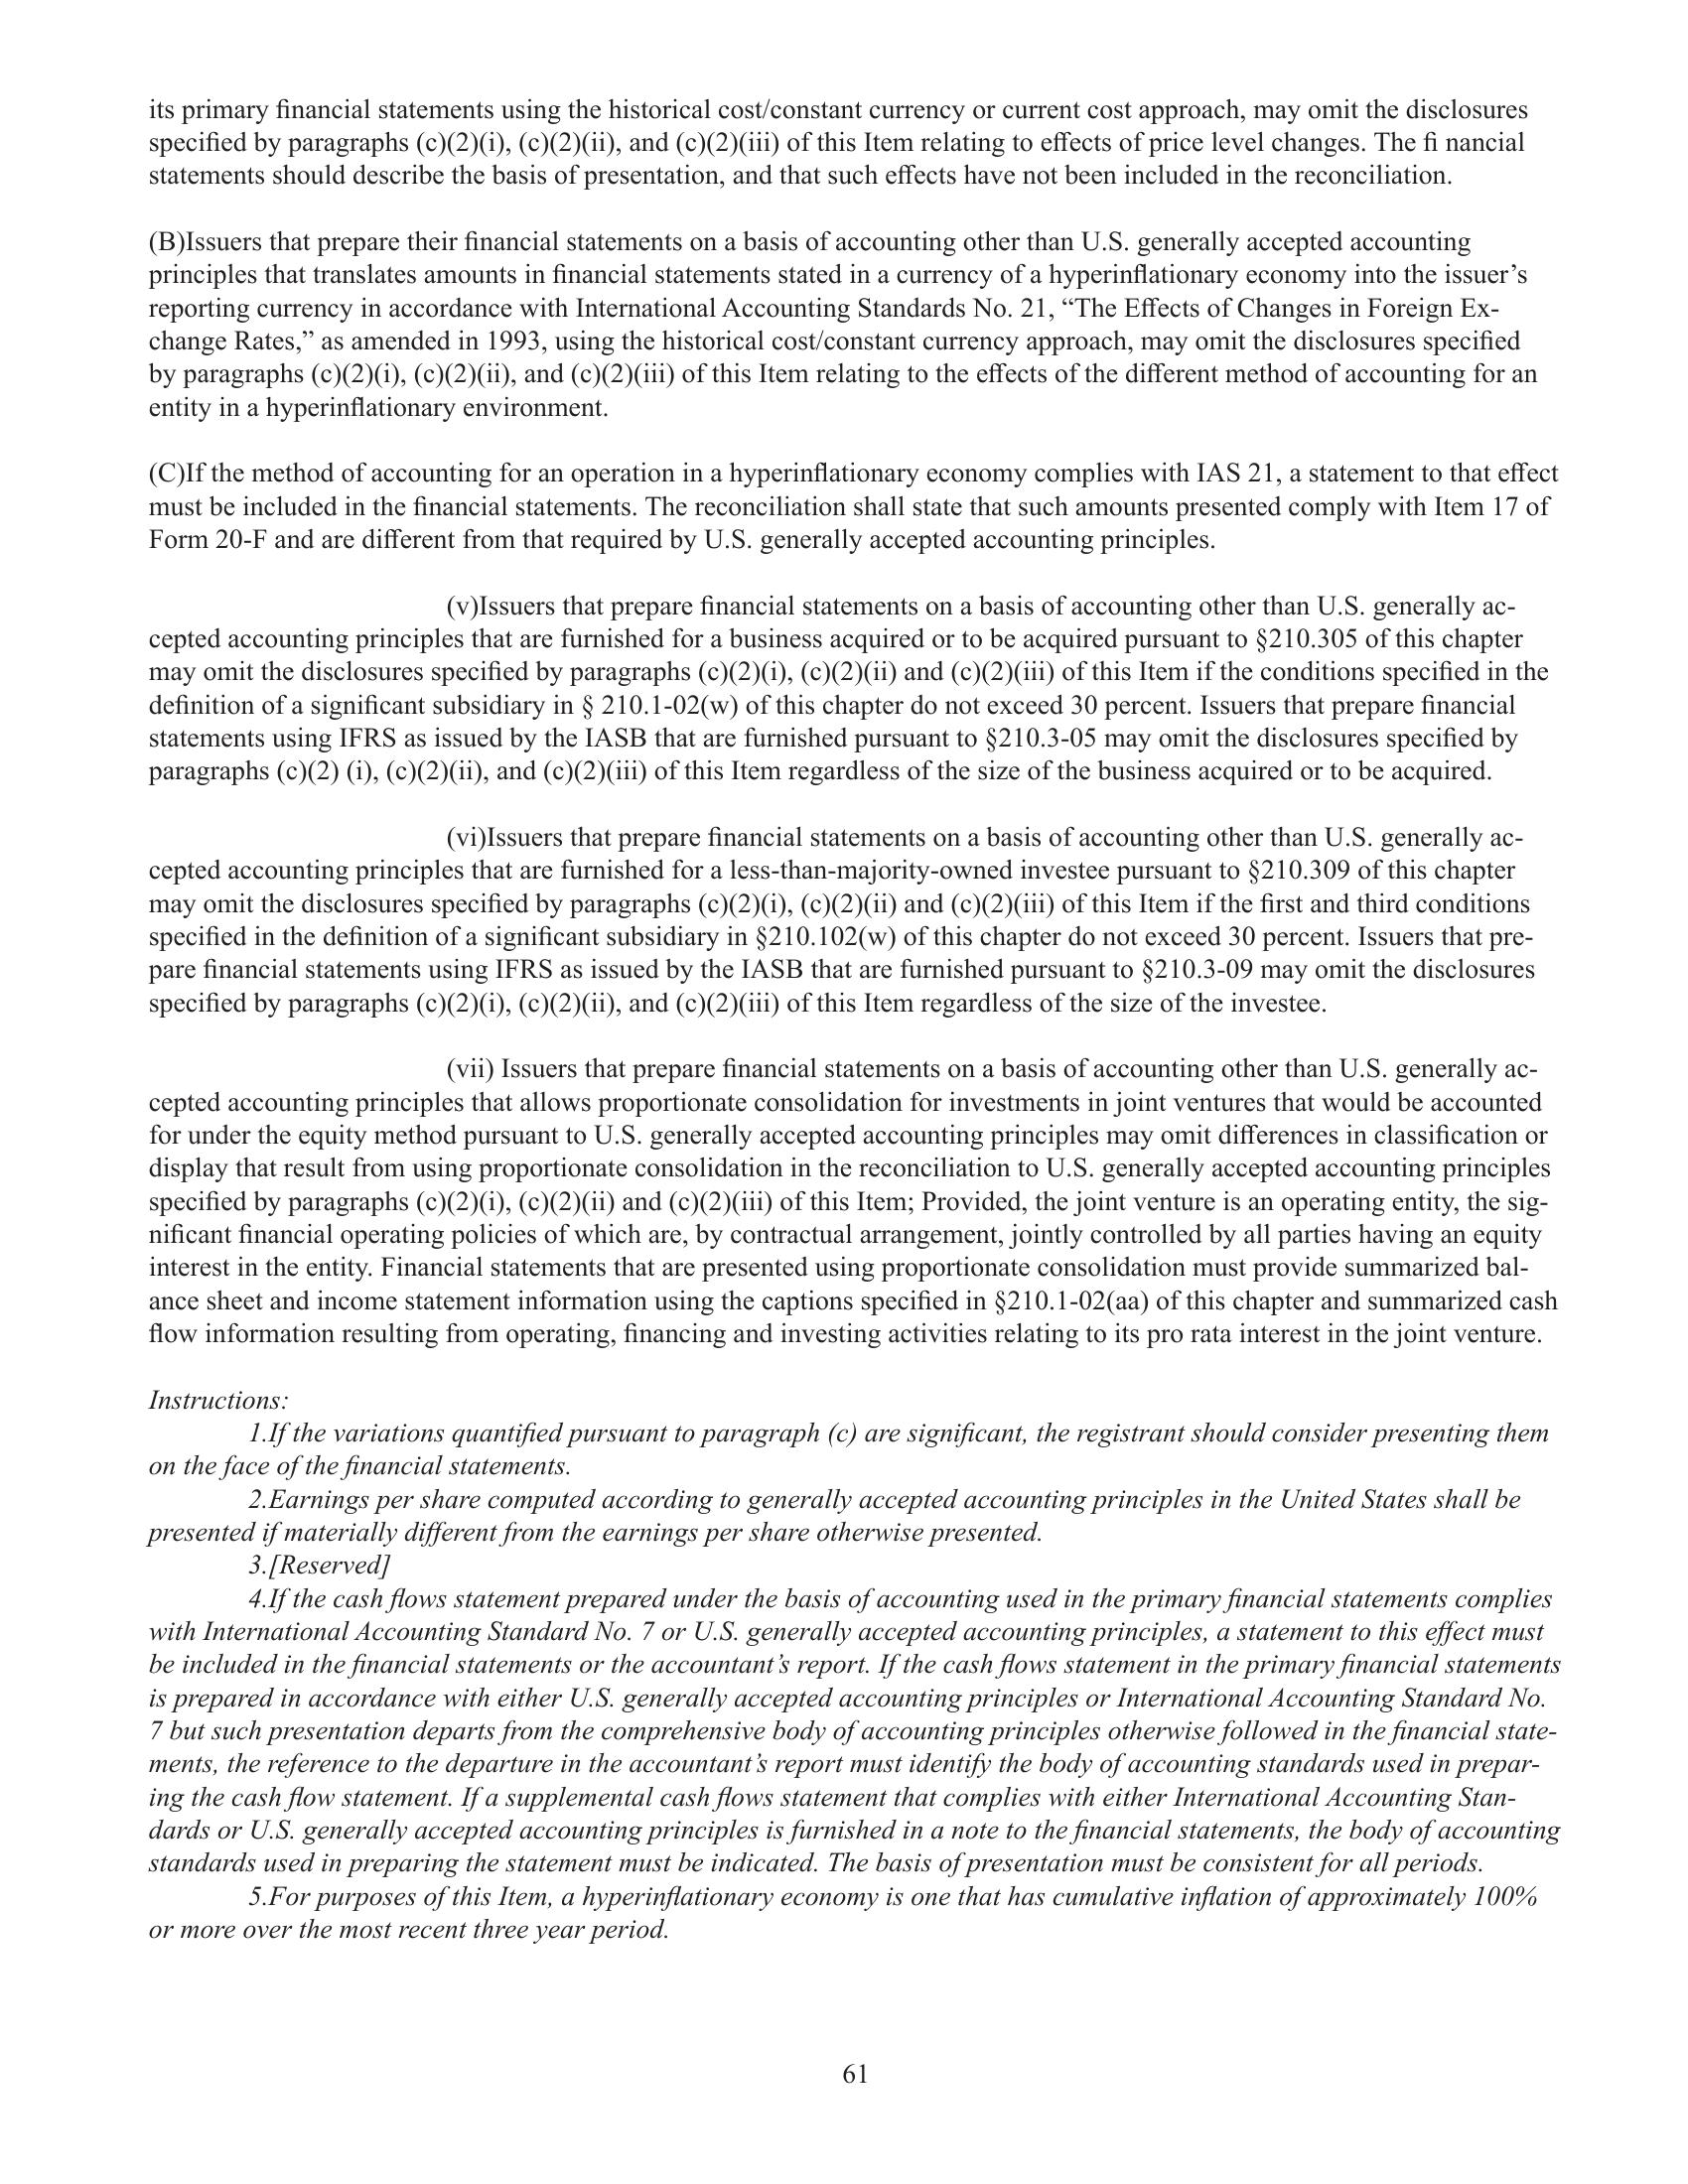 its primary financial statements using the historical cost/constant currency or current cost approach, may omit the disclosures
specified by paragraphs (c)(2)(i), (c)(2)(ii), and (c)(2)(iii) of this Item relating to effects of price level changes. The fi nancial
statements should describe the basis of presentation, and that such effects have not been included in the reconciliation.
(B)Issuers that prepare their financial statements on a basis of accounting other than U.S. generally accepted accounting
principles that translates amounts in financial statements stated in a currency of a hyperinflationary economy into the issuer’s
reporting currency in accordance with International Accounting Standards No. 21, “The Effects of Changes in Foreign Ex-
change Rates,” as amended in 1993, using the historical cost/constant currency approach, may omit the disclosures specified
by paragraphs (c)(2)(i), (c)(2)(ii), and (c)(2)(iii) of this Item relating to the effects of the different method of accounting for an
entity in a hyperinflationary environment.
(C)If the method of accounting for an operation in a hyperinflationary economy complies with IAS 21, a statement to that effect
must be included in the financial statements. The reconciliation shall state that such amounts presented comply with Item 17 of
Form 20-F and are different from that required by U.S. generally accepted accounting principles.
(v)Issuers that prepare financial statements on a basis of accounting other than U.S. generally ac-
cepted accounting principles that are furnished for a business acquired or to be acquired pursuant to §210.305 of this chapter
may omit the disclosures specified by paragraphs (c)(2)(i), (c)(2)(ii) and (c)(2)(iii) of this Item if the conditions specified in the
definition of a significant subsidiary in § 210.1-02(w) of this chapter do not exceed 30 percent. Issuers that prepare financial
statements using IFRS as issued by the IASB that are furnished pursuant to §210.3-05 may omit the disclosures specified by
paragraphs (c)(2) (i), (c)(2)(ii), and (c)(2)(iii) of this Item regardless of the size of the business acquired or to be acquired.
(vi)Issuers that prepare financial statements on a basis of accounting other than U.S. generally ac-
cepted accounting principles that are furnished for a less-than-majority-owned investee pursuant to §210.309 of this chapter
may omit the disclosures specified by paragraphs (c)(2)(i), (c)(2)(ii) and (c)(2)(iii) of this Item if the first and third conditions
specified in the definition of a significant subsidiary in §210.102(w) of this chapter do not exceed 30 percent. Issuers that pre-
pare financial statements using IFRS as issued by the IASB that are furnished pursuant to §210.3-09 may omit the disclosures
specified by paragraphs (c)(2)(i), (c)(2)(ii), and (c)(2)(iii) of this Item regardless of the size of the investee.
(vii) Issuers that prepare financial statements on a basis of accounting other than U.S. generally ac-
cepted accounting principles that allows proportionate consolidation for investments in joint ventures that would be accounted
for under the equity method pursuant to U.S. generally accepted accounting principles may omit differences in classification or
display that result from using proportionate consolidation in the reconciliation to U.S. generally accepted accounting principles
specified by paragraphs (c)(2)(i), (c)(2)(ii) and (c)(2)(iii) of this Item; Provided, the joint venture is an operating entity, the sig-
nificant financial operating policies of which are, by contractual arrangement, jointly controlled by all parties having an equity
interest in the entity. Financial statements that are presented using proportionate consolidation must provide summarized bal-
ance sheet and income statement information using the captions specified in §210.1-02(aa) of this chapter and summarized cash
flow information resulting from operating, financing and investing activities relating to its pro rata interest in the joint venture.
Instructions:
1.If the variations quantified pursuant to paragraph (c) are significant, the registrant should consider presenting them
on the face of the financial statements.
2.Earnings per share computed according to generally accepted accounting principles in the United States shall be
presented if materially different from the earnings per share otherwise presented.
3.[Reserved]
4.If the cash flows statement prepared under the basis of accounting used in the primary financial statements complies
with International Accounting Standard No. 7 or U.S. generally accepted accounting principles, a statement to this effect must
be included in the financial statements or the accountant’s report. If the cash flows statement in the primary financial statements
is prepared in accordance with either U.S. generally accepted accounting principles or International Accounting Standard No.
7 but such presentation departs from the comprehensive body of accounting principles otherwise followed in the financial state-
ments, the reference to the departure in the accountant’s report must identify the body of accounting standards used in prepar-
ing the cash flow statement. If a supplemental cash flows statement that complies with either International Accounting Stan-
dards or U.S. generally accepted accounting principles is furnished in a note to the financial statements, the body of accounting
standards used in preparing the statement must be indicated. The basis of presentation must be consistent for all periods.
5.For purposes of this Item, a hyperinflationary economy is one that has cumulative inflation of approximately 100%
or more over the most recent three year period.
61